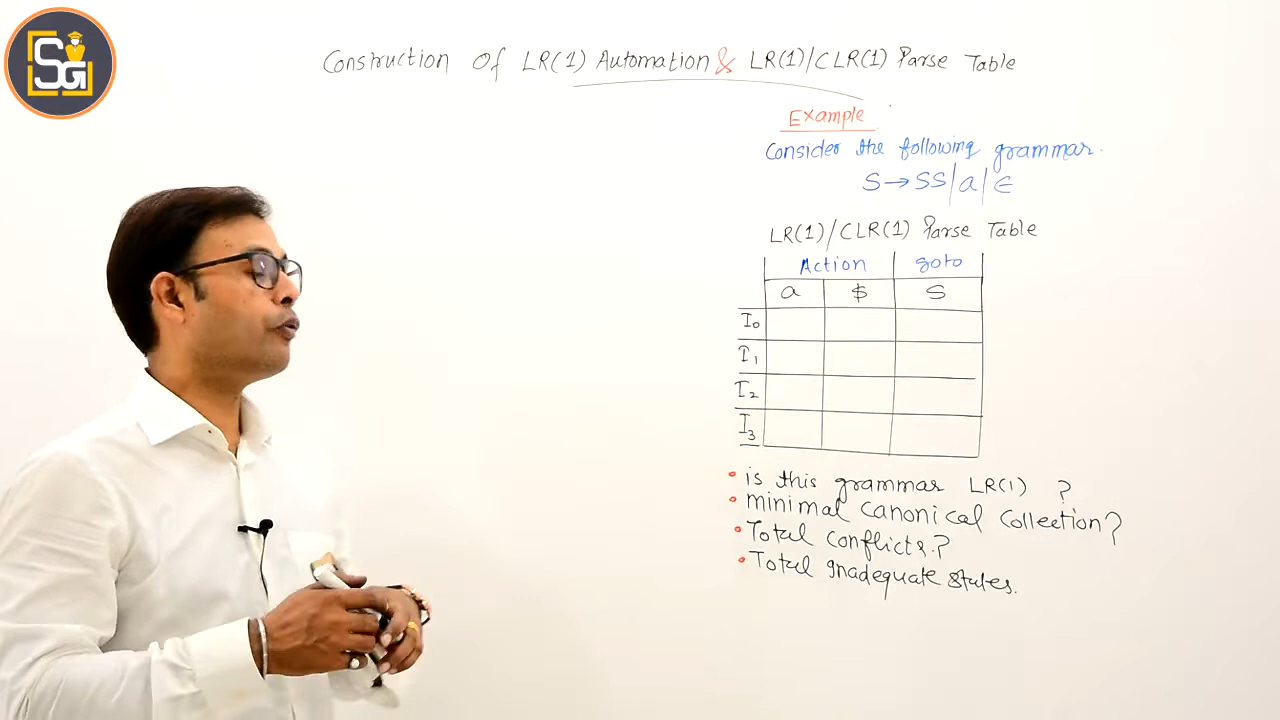 SG
Construction Of LR(1) Automation & LR(1)/CLR(1) Parse Table
Example
Consider the following grammar.
S→SS|a|∈
LR(1)/CLR(1) Parse Table
Action goto
a $ S
I0
I1
I2
I3
• is this grammar LR(1) ?
• minimal Canonical Collection?
• Total Conflicts?
• Total inadequate states.